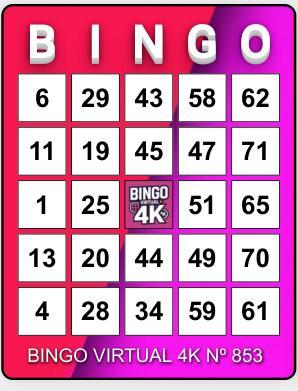 BINGO
6 29 43 58 62
11 19 45 47 71
1 25 BINGO VIRTUAL 4K 51 65
13 20 44 49 70
4 28 34 59 61
BINGO VIRTUAL 4K Nº 853